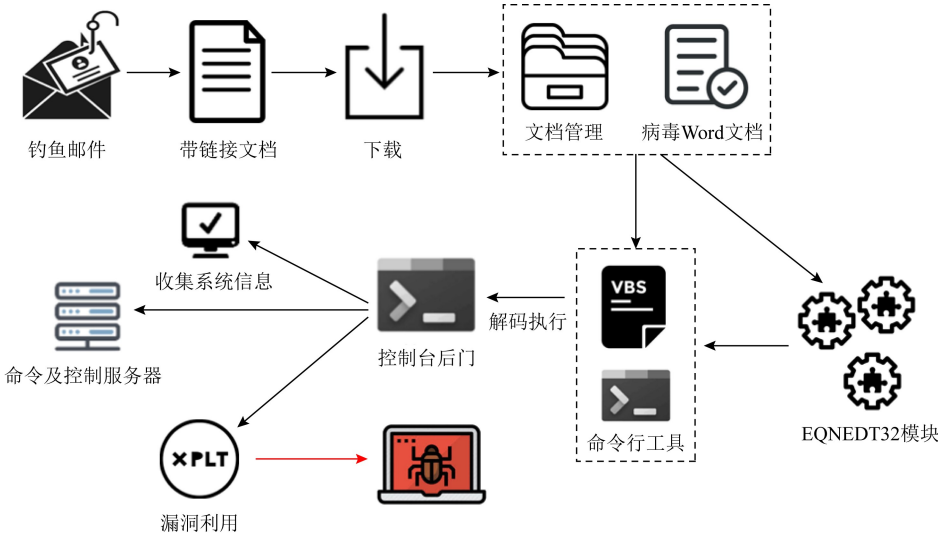 钓鱼邮件
带链接文档
下载
文档管理
病毒Word文档
收集系统信息
命令及控制服务器
控制台后门
解码执行
VBS
命令行工具
EQNEDT32模块
×PLT
漏洞利用